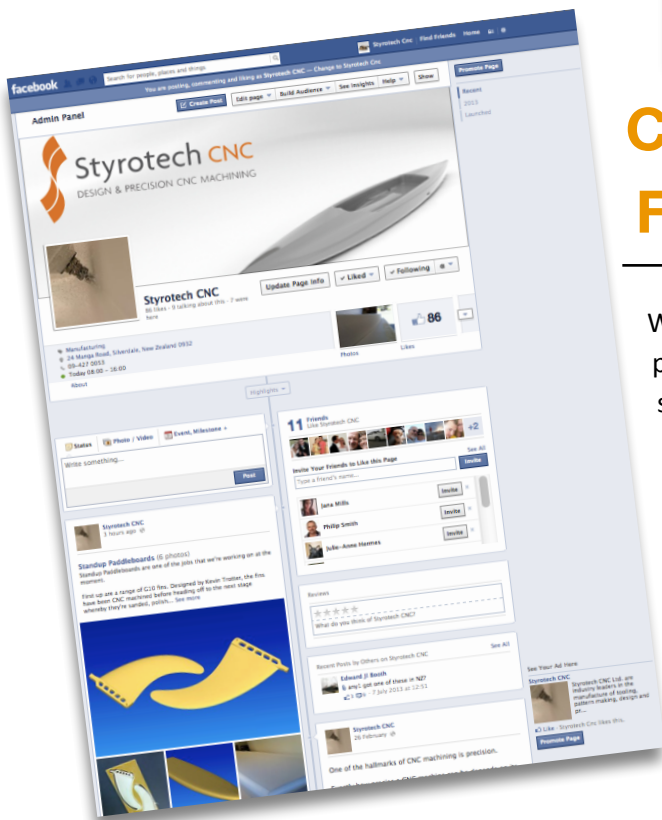 facebook
Search for people, places and things
Styrotech Cnc
Find Friends
Home
You are posting, commenting and liking as Styrotech CNC — Change to Styrotech Cnc
Admin Panel
Create Post
Edit page
Build Audience
See Insights
Help
Show
Promote Page
Recent
2013
Launched
Styrotech CNC
DESIGN & PRECISION CNC MACHINING
Styrotech CNC
86 likes · 9 talking about this · 7 were
here
Update Page Info
Liked
Following
Manufacturing
24 Manga Road, Silverdale, New Zealand 0932
09-427 0053
Today 08:00 – 16:00
About
Photos
86
Likes
Highlights
Status
Photo / Video
Event, Milestone +
Write something...
Post
Styrotech CNC
3 hours ago
Standup Paddleboards (6 photos)
Standup Paddleboards are one of the jobs that we're working on at the
moment.
First up are a range of G10 fins. Designed by Kevin Trotter, the fins
have been CNC machined before heading off to the next stage
whereby they're sanded, polish... See more
11 Friends
Like Styrotech CNC
+2
Invite Your Friends to Like this Page
See All
Type a friend's name...
Invite
Jana Mills
Invite
Philip Smith
Invite
Julie-Anne Hermes
Invite
Reviews
What do you think of Styrotech CNC?
Recent Posts by Others on Styrotech CNC
See All
Edward Jl Booth
any1 got one of these in NZ?
7 July 2013 at 12:51
Styrotech CNC
26 February
One of the hallmarks of CNC machining is precision.
See Your Ad Here
Styrotech CNC
Styrotech CNC Ltd. are
industry leaders in the
manufacture of tooling,
pattern making, design and
pr...
Like · Styrotech Cnc likes this.
Promote Page
C
F
W
p
s